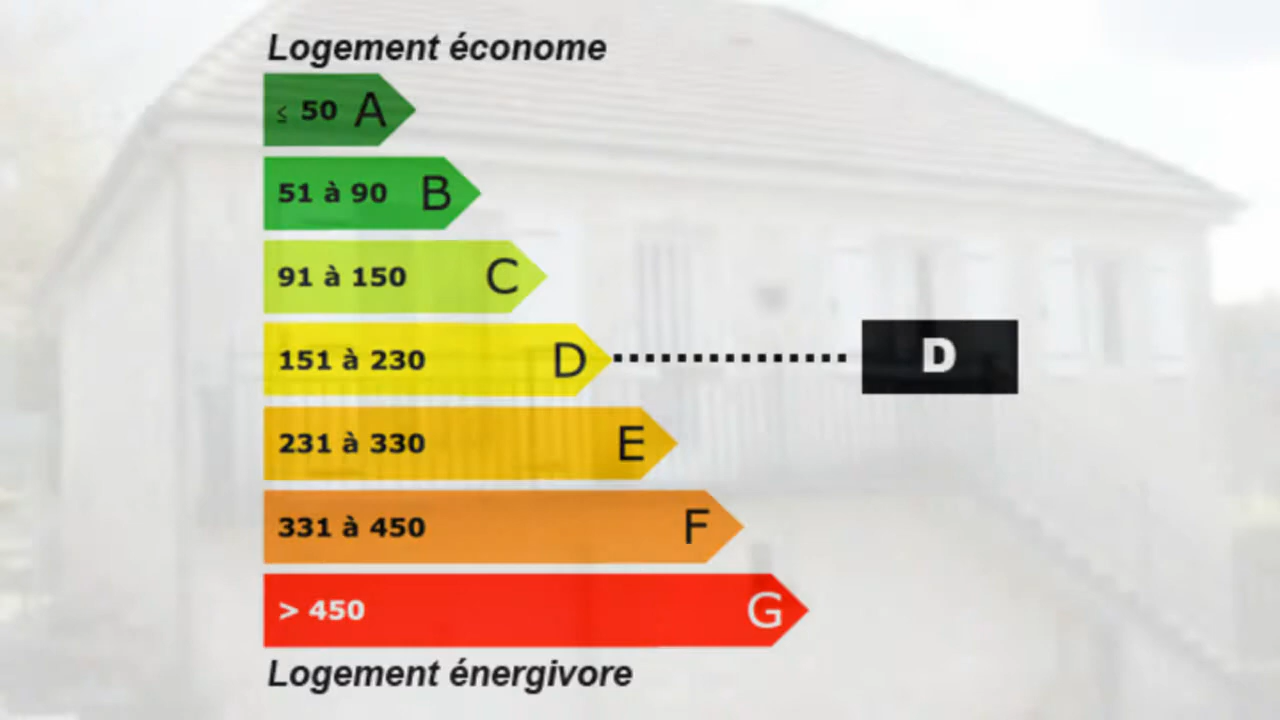 Logement économe
≤ 50 A
51 à 90 B
91 à 150 C
151 à 230 D
D
231 à 330 E
331 à 450 F
> 450 G
Logement énergivore